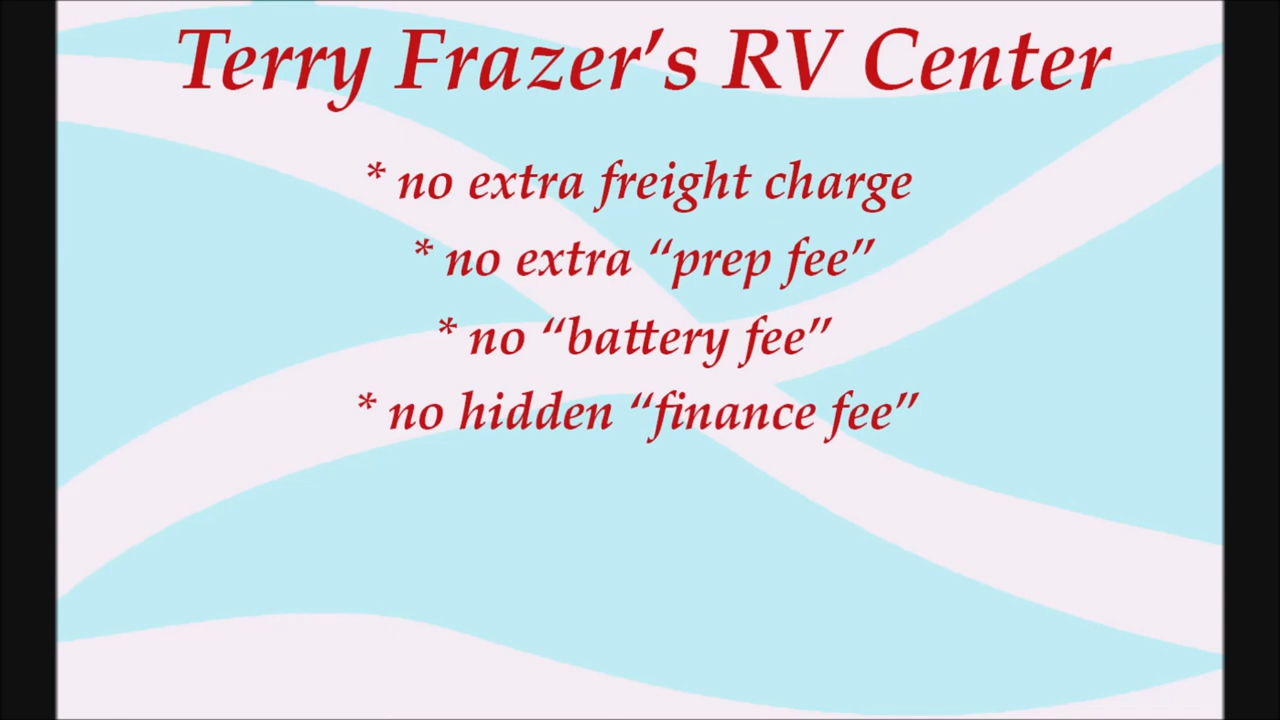 Terry Frazer’s RV Center
* no extra freight charge
* no extra “prep fee”
* no “battery fee”
* no hidden “finance fee”